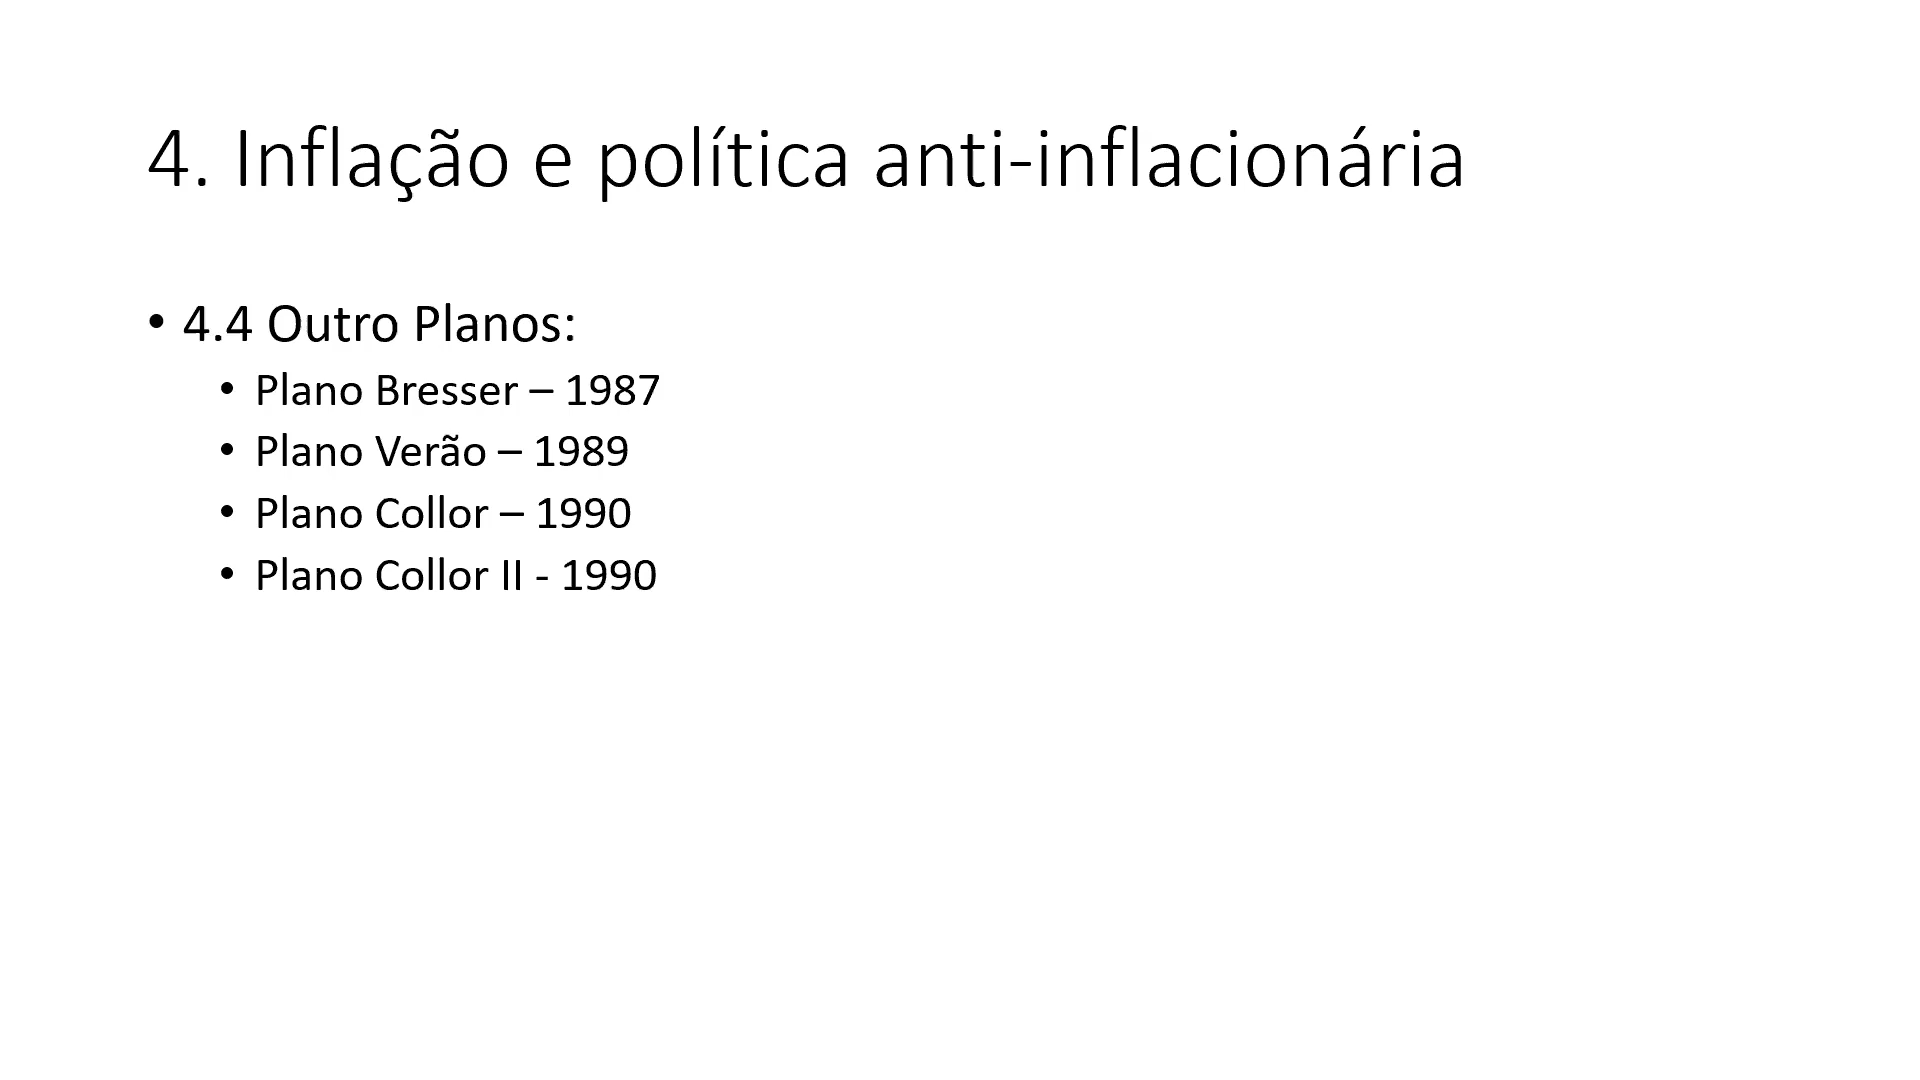 4. Inflação e política anti-inflacionária
• 4.4 Outro Planos:
• Plano Bresser – 1987
• Plano Verão – 1989
• Plano Collor – 1990
• Plano Collor II - 1990